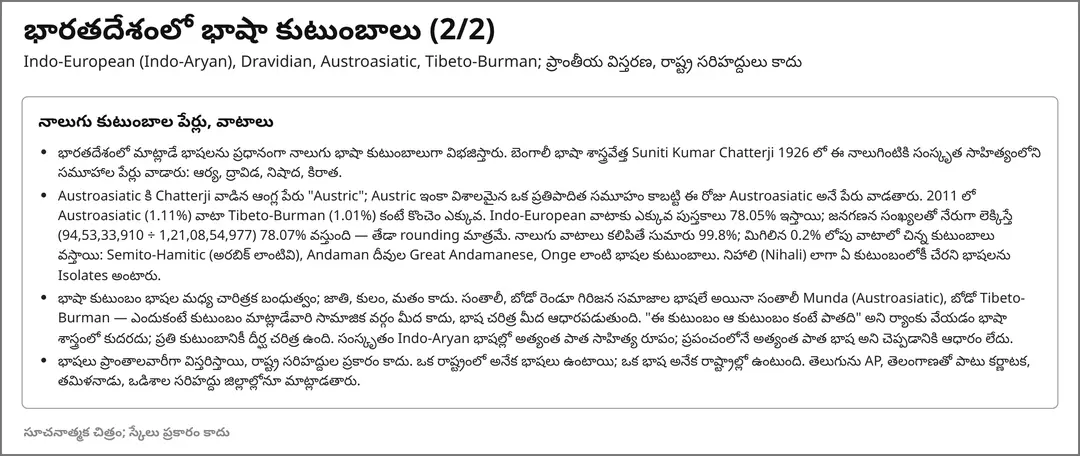 భారతదేశంలో భాషా కుటుంబాలు (2/2)
Indo-European (Indo-Aryan), Dravidian, Austroasiatic, Tibeto-Burman; ప్రాంతీయ విస్తరణ, రాష్ట్ర సరిహద్దులు కాదు
నాలుగు కుటుంబాల పేర్లు, వాటాలు
• భారతదేశంలో మాట్లాడే భాషలను ప్రధానంగా నాలుగు భాషా కుటుంబాలుగా విభజిస్తారు. బెంగాలీ భాషా శాస్త్రవేత్త Suniti Kumar Chatterji 1926 లో ఈ నాలుగింటికి సంస్కృత సాహిత్యంలోని
సమూహాల పేర్లు వాడారు: ఆర్య, ద్రావిడ, నిషాద, కిరాత.
• Austroasiatic కి Chatterji వాడిన ఆంగ్ల పేరు "Austric"; Austric ఇంకా విశాలమైన ఒక ప్రతిపాదిత సమూహం కాబట్టి ఈ రోజు Austroasiatic అనే పేరు వాడతారు. 2011 లో
Austroasiatic (1.11%) వాటా Tibeto-Burman (1.01%) కంటే కొంచెం ఎక్కువ. Indo-European వాటాకు ఎక్కువ పుస్తకాలు 78.05% ఇస్తాయి; జనగణన సంఖ్యలతో నేరుగా లెక్కిస్తే
(94,53,33,910 ÷ 1,21,08,54,977) 78.07% వస్తుంది — తేడా rounding మాత్రమే. నాలుగు వాటాలు కలిపితే సుమారు 99.8%; మిగిలిన 0.2% లోపు వాటాలో చిన్న కుటుంబాలు
వస్తాయి: Semito-Hamitic (అరబిక్ లాంటివి), Andaman దీవుల Great Andamanese, Onge లాంటి భాషల కుటుంబాలు. నిహాలి (Nihali) లాగా ఏ కుటుంబంలోకీ చేరని భాషలను
Isolates అంటారు.
• భాషా కుటుంబం భాషల మధ్య చారిత్రక బంధుత్వం; జాతి, కులం, మతం కాదు. సంతాలీ, బోడో రెండూ గిరిజన సమాజాల భాషలే అయినా సంతాలీ Munda (Austroasiatic), బోడో Tibeto-
Burman — ఎందుకంటే కుటుంబం మాట్లాడేవారి సామాజిక వర్గం మీద కాదు, భాష చరిత్ర మీద ఆధారపడుతుంది. "ఈ కుటుంబం ఆ కుటుంబం కంటే పాతది" అని ర్యాంకు వేయడం భాషా
శాస్త్రంలో కుదరదు; ప్రతి కుటుంబానికీ దీర్ఘ చరిత్ర ఉంది. సంస్కృతం Indo-Aryan భాషల్లో అత్యంత పాత సాహిత్య రూపం; ప్రపంచంలోనే అత్యంత పాత భాష అని చెప్పడానికి ఆధారం లేదు.
• భాషలు ప్రాంతాలవారీగా విస్తరిస్తాయి, రాష్ట్ర సరిహద్దుల ప్రకారం కాదు. ఒక రాష్ట్రంలో అనేక భాషలు ఉంటాయి; ఒక భాష అనేక రాష్ట్రాల్లో ఉంటుంది. తెలుగును AP, తెలంగాణతో పాటు కర్ణాటక,
తమిళనాడు, ఒడిశాల సరిహద్దు జిల్లాల్లోనూ మాట్లాడతారు.
సూచనాత్మక చిత్రం; స్కేలు ప్రకారం కాదు